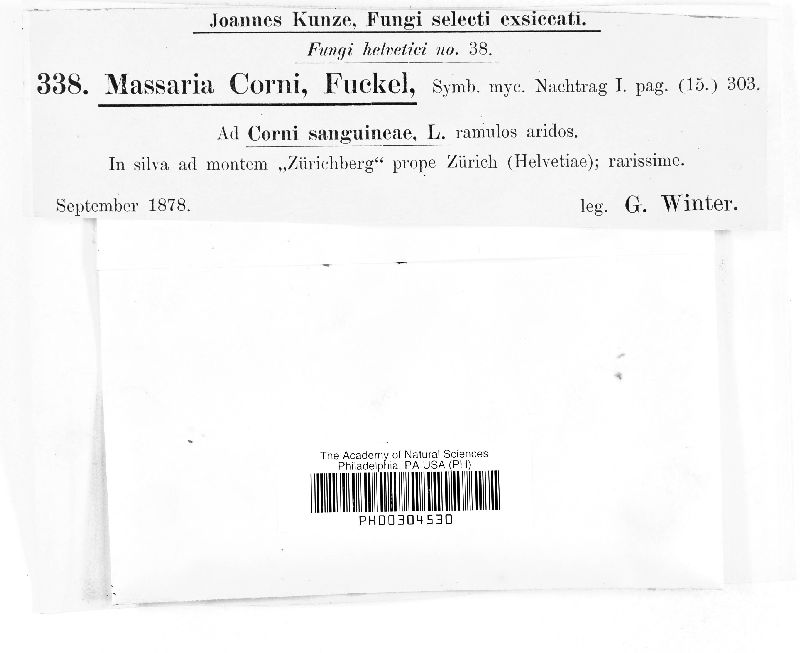 Joannes Kunze, Fungi selecti exsiccati.
Fungi helvetici no. 38.
338. Massaria Corni, Fuckel, Symb. myc. Nachtrag I. pag. (15.) 303.
Ad Corni sanguineae, L. ramulos aridos.
In silva ad montem „Zürichberg“ prope Zürich (Helvetiae); rarissime.
September 1878. leg. G. Winter.
The Academy of Natural Sciences
Philadelphia, PA USA (PH)
PH00304530